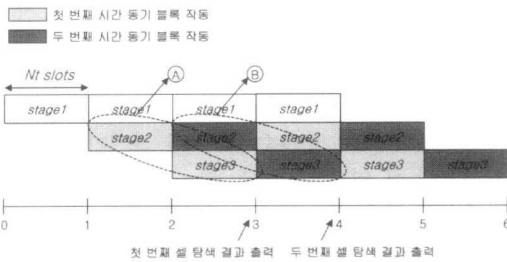 첫 번째 시간 동기 블록 작동
두 번째 시간 동기 블록 작동
Nt slots
A B
stage1 stage1 stage1 stage1
stage2 stage2 stage2 stage2
stage3 stage3 stage3 stage3
0 1 2 3 4 5 6
첫 번째 셀 탐색 결과 출력 두 번째 셀 탐색 결과 출력